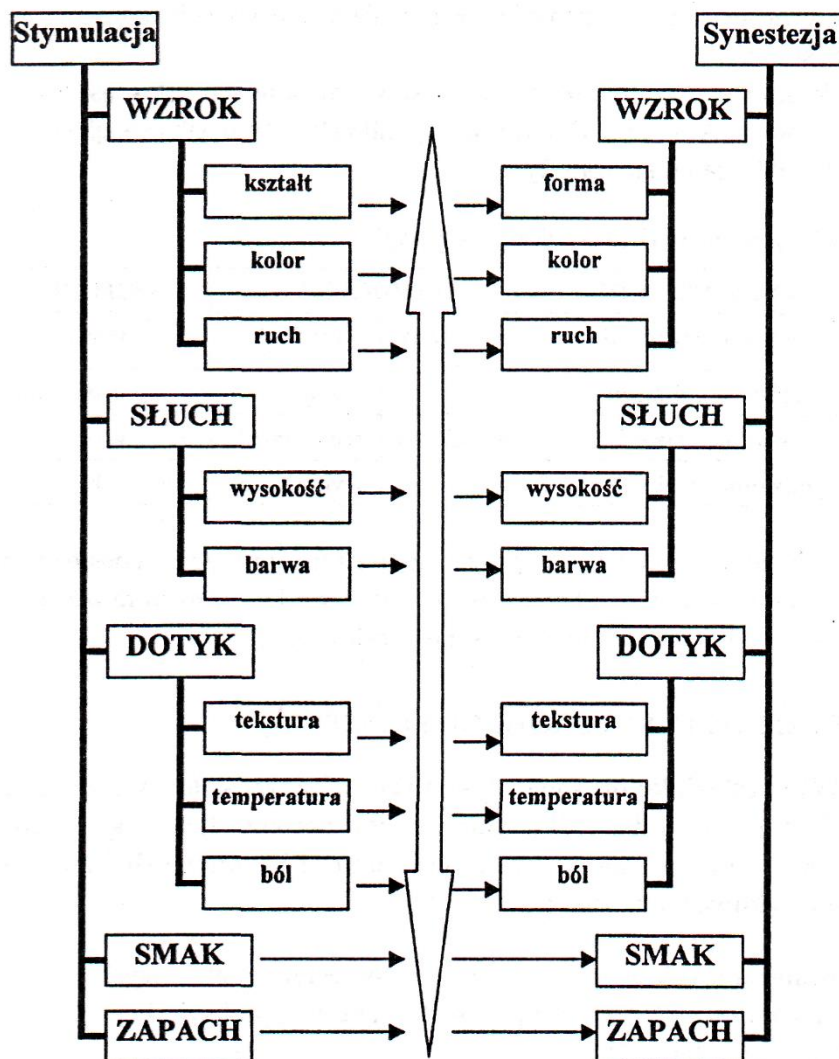 Stymulacja Synestezja
WZROK WZROK
kształt forma
kolor kolor
ruch ruch
SŁUCH SŁUCH
wysokość wysokość
barwa barwa
DOTYK DOTYK
tekstura tekstura
temperatura temperatura
ból ból
SMAK SMAK
ZAPACH ZAPACH